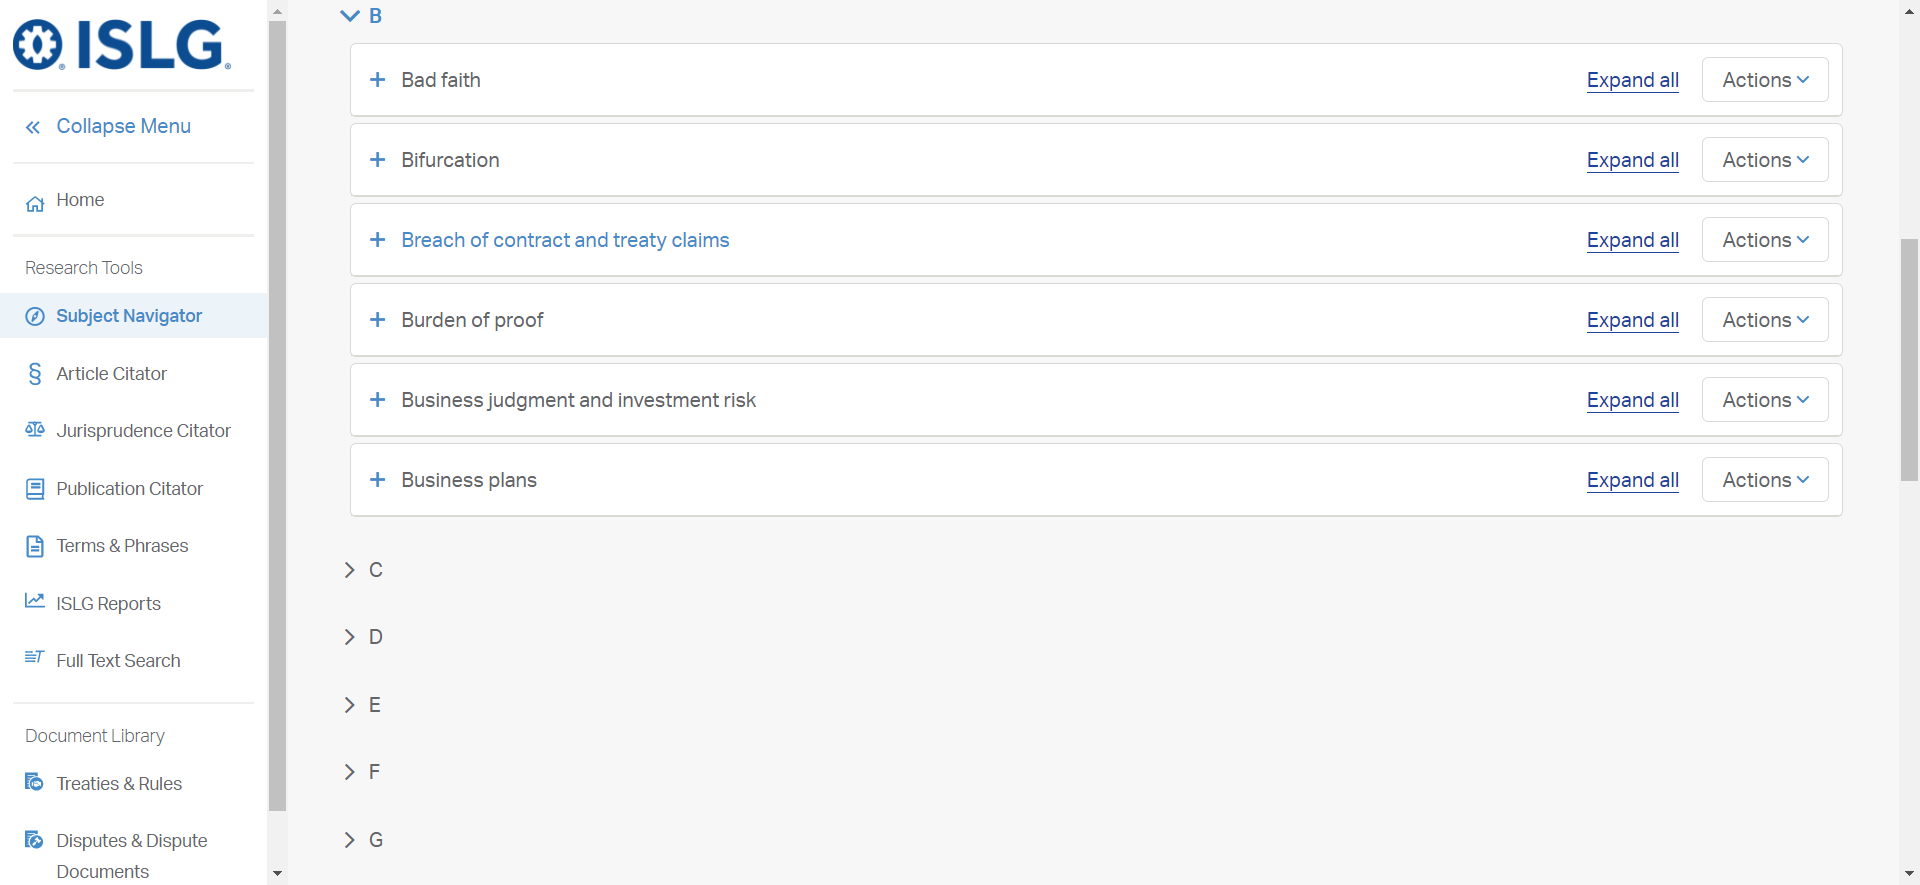 ISLG
Collapse Menu
Home
Research Tools
Subject Navigator
Article Citator
Jurisprudence Citator
Publication Citator
Terms & Phrases
ISLG Reports
Full Text Search
Document Library
Treaties & Rules
Disputes & Dispute
Documents
B
Bad faith Expand all Actions
Bifurcation Expand all Actions
Breach of contract and treaty claims Expand all Actions
Burden of proof Expand all Actions
Business judgment and investment risk Expand all Actions
Business plans Expand all Actions
C
D
E
F
G